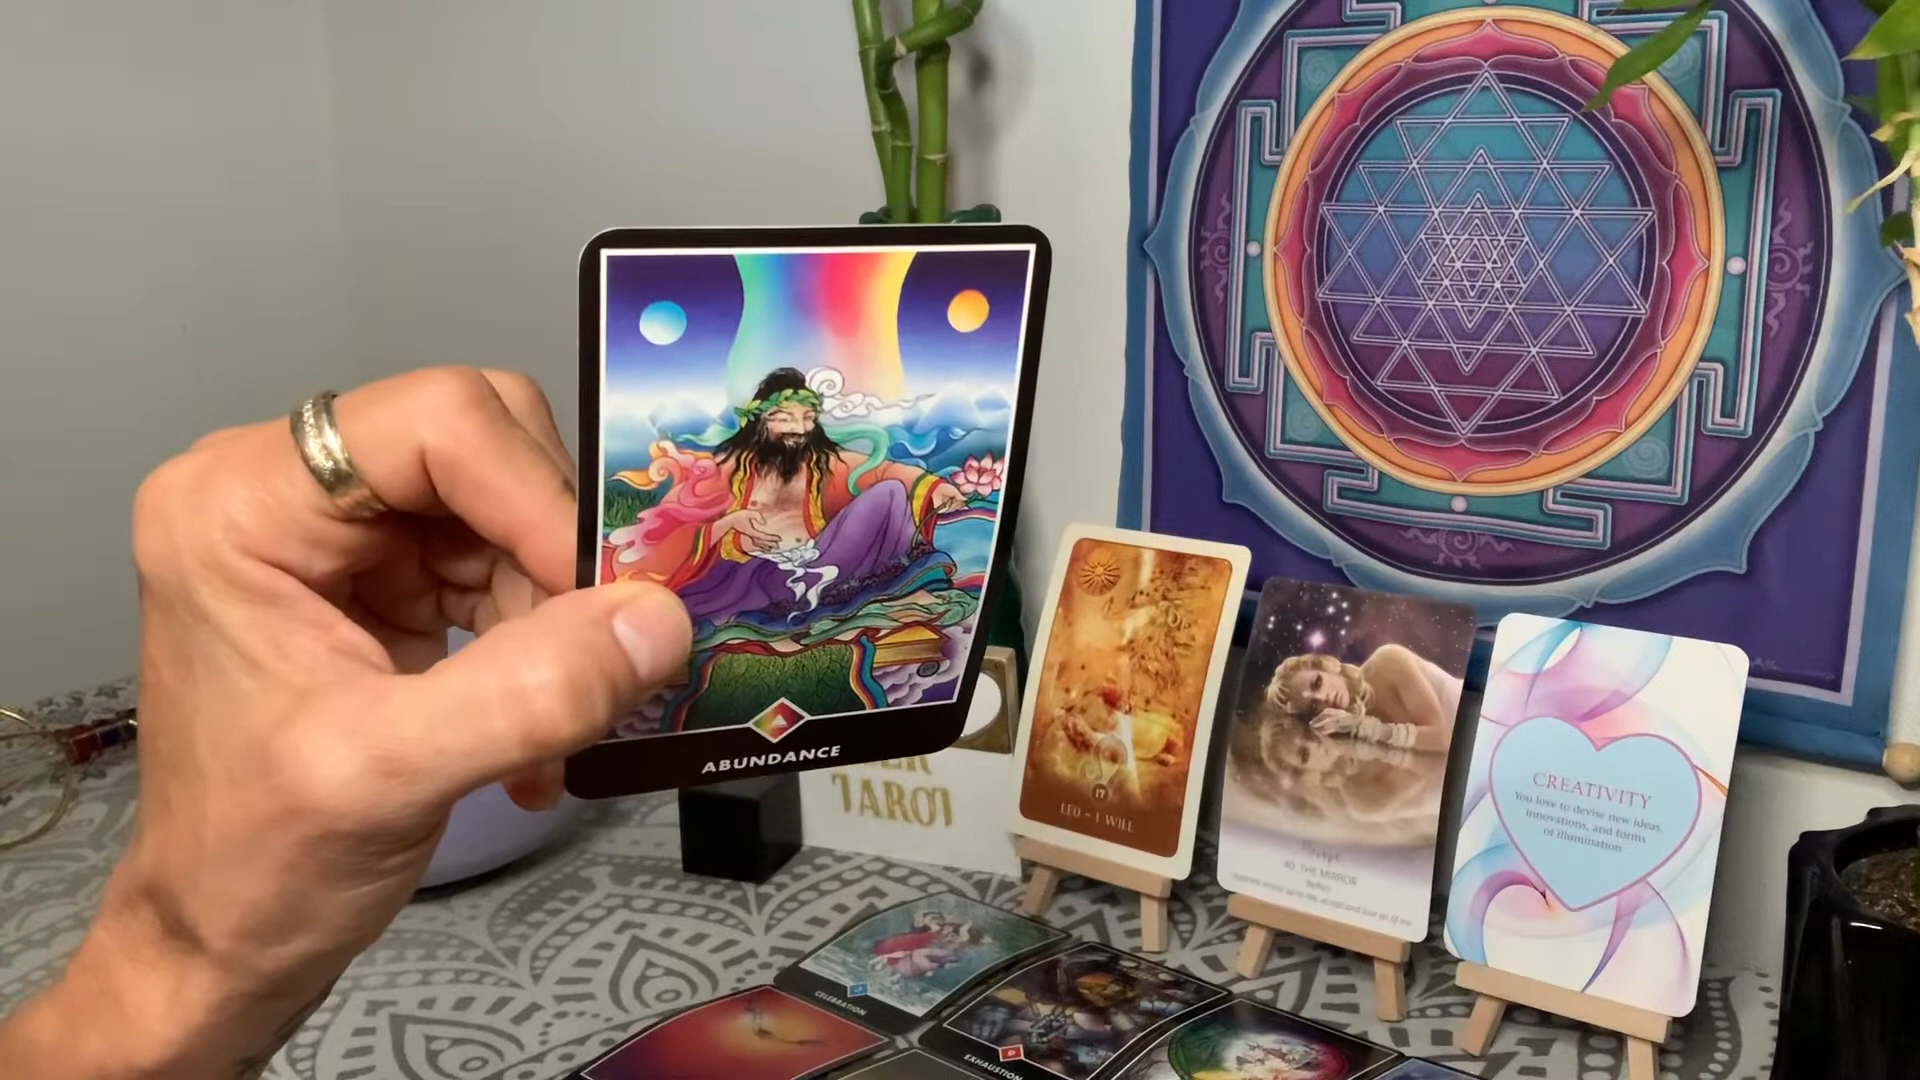 ABUNDANCE
TAROT
17
LEO - I WILL
40. THE MIRROR
Reflect
CREATIVITY
You love to devise new ideas,
innovations, and forms
of illumination
CELEBRATION
EXHAUSTION